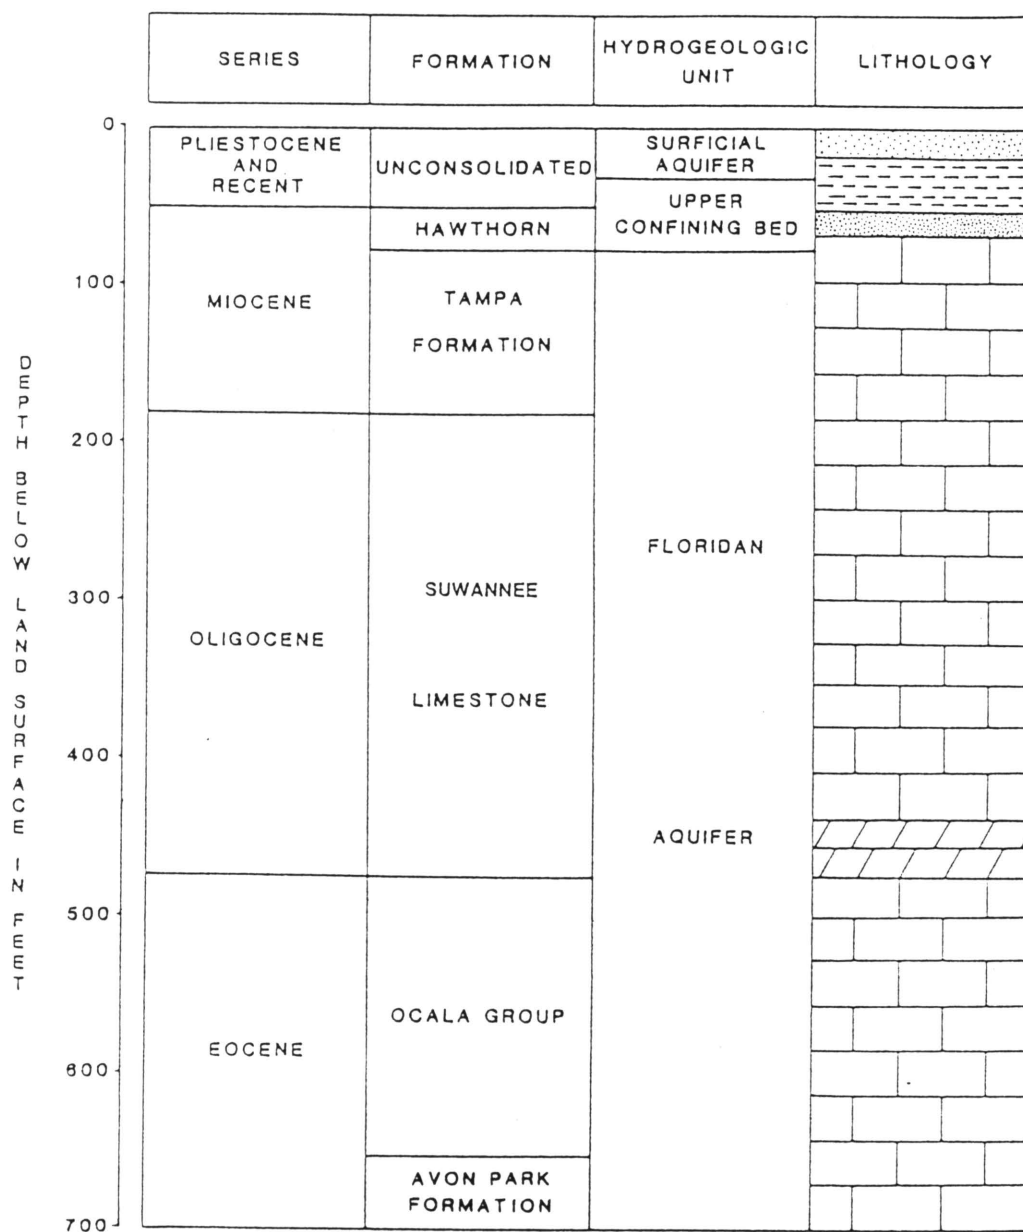 SERIES
FORMATION
HYDROGEOLOGIC
UNIT
LITHOLOGY
DEPTH BELOW LAND SURFACE IN FEET
0
100
200
300
400
500
600
700
PLIESTOCENE
AND
RECENT
MIOCENE
OLIGOCENE
EOCENE
UNCONSOLIDATED
HAWTHORN
TAMPA
FORMATION
SUWANNEE
LIMESTONE
OCALA GROUP
AVON PARK
FORMATION
SURFICIAL
AQUIFER
UPPER
CONFINING BED
FLORIDAN
AQUIFER